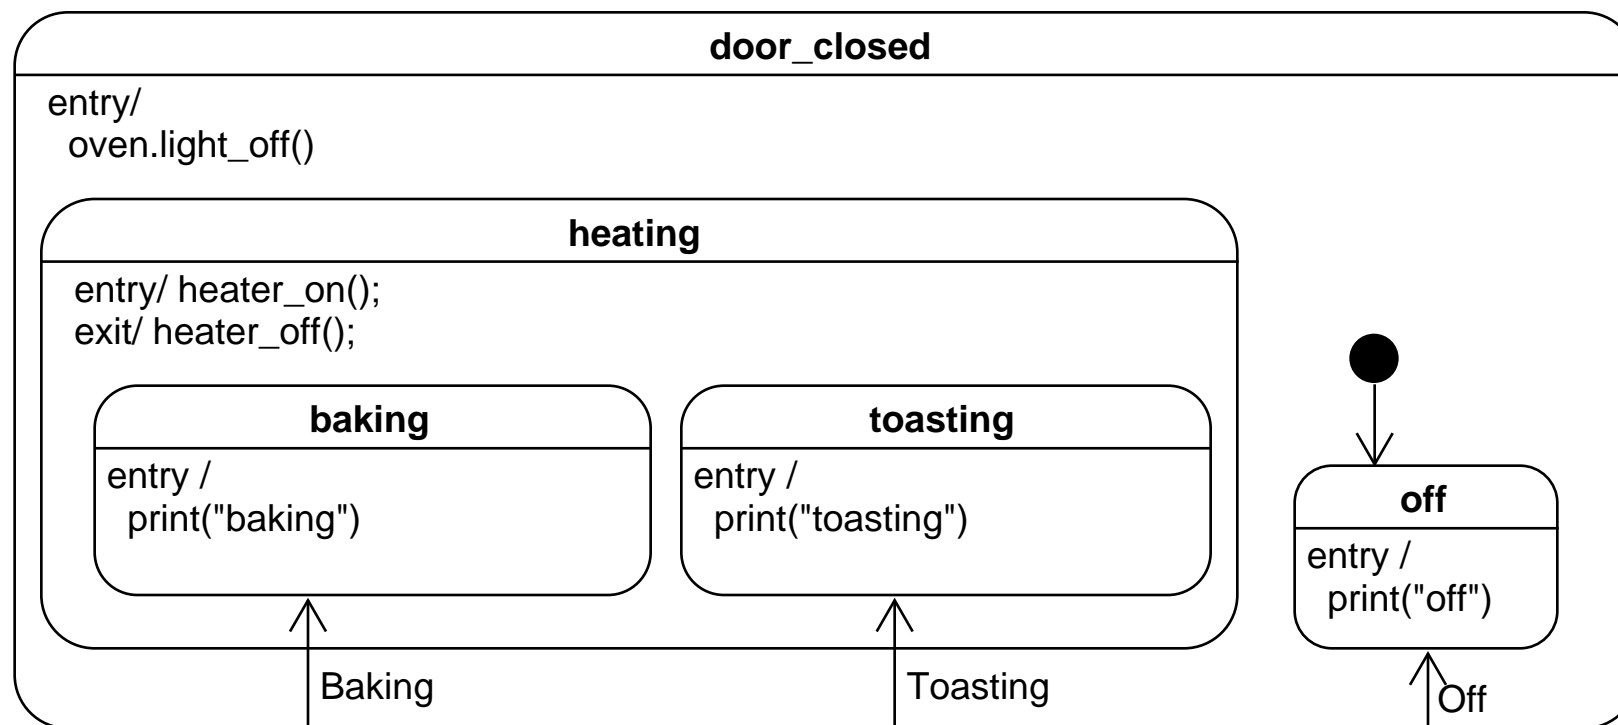 door_closed
entry/
oven.light_off()
heating
entry/ heater_on();
exit/ heater_off();
baking
entry /
print("baking")
toasting
entry /
print("toasting")
off
entry /
print("off")
Baking
Toasting
Off